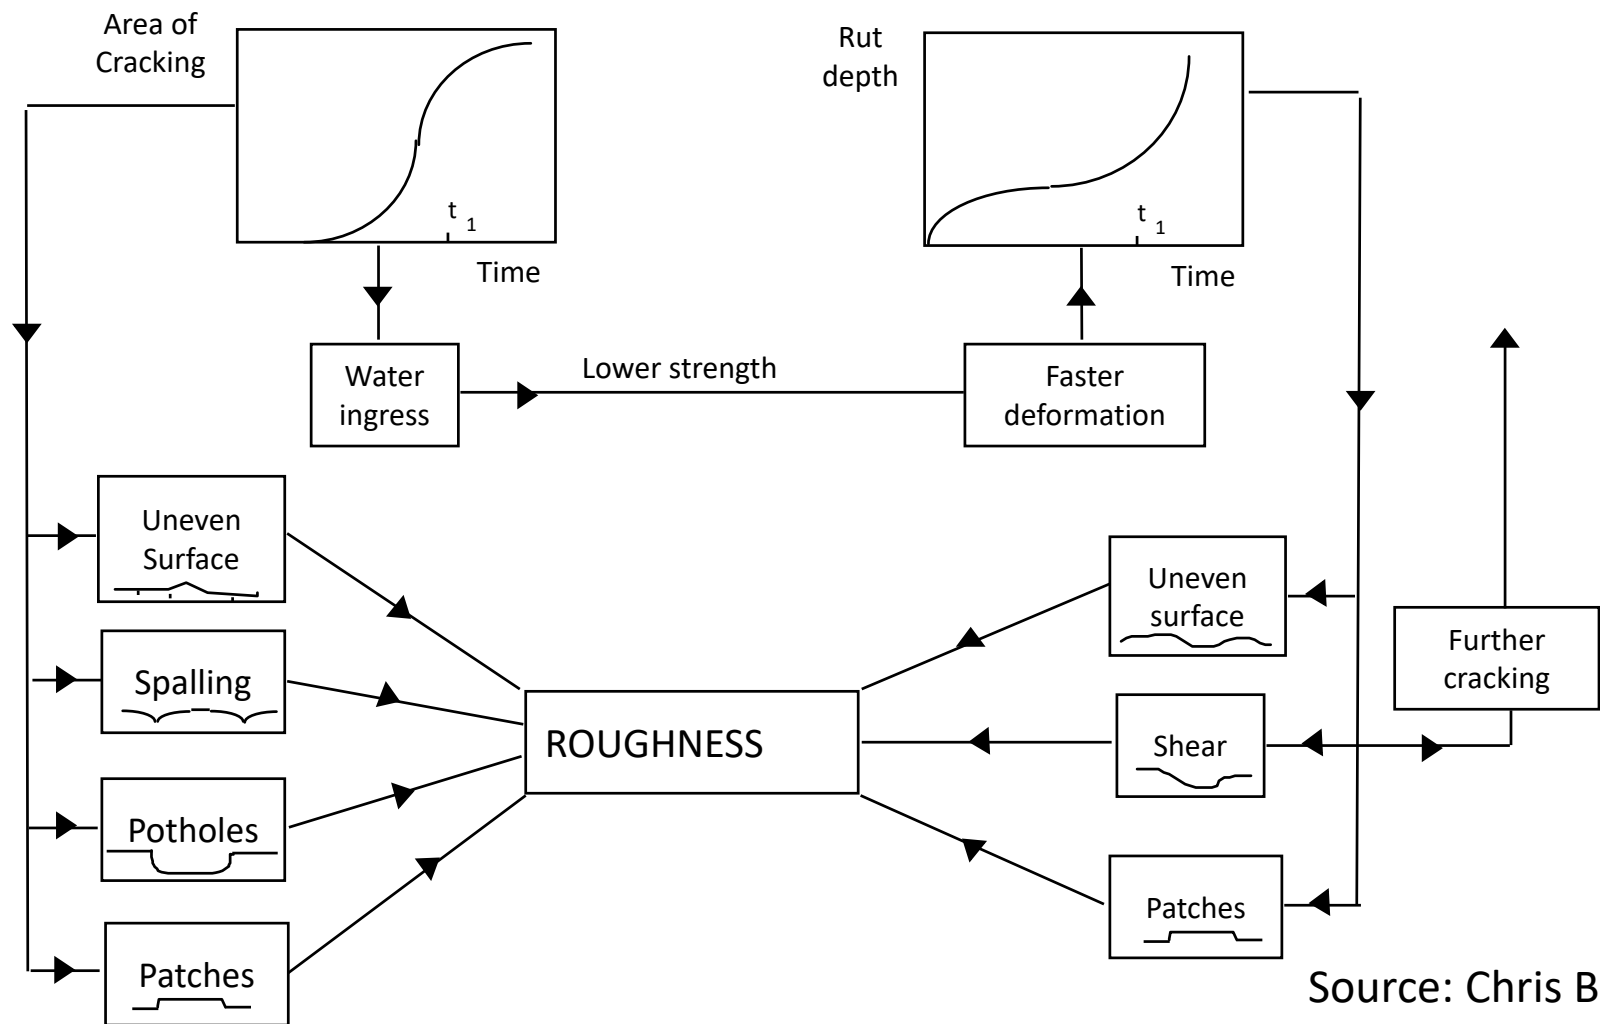 Area of
Cracking
Rut
depth
t 1
t 1
Time
Time
Water
ingress
Lower strength
Faster
deformation
Uneven
Surface
Uneven
surface
Further
cracking
Spalling
ROUGHNESS
Shear
Potholes
Patches
Patches
Source: Chris B